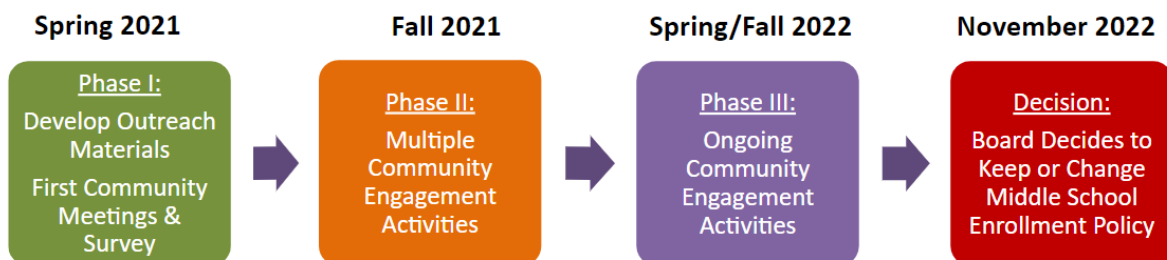 Spring 2021
Fall 2021
Spring/Fall 2022
November 2022
Phase I:
Develop Outreach
Materials
First Community
Meetings &
Survey
Phase II:
Multiple
Community
Engagement
Activities
Phase III:
Ongoing
Community
Engagement
Activities
Decision:
Board Decides to
Keep or Change
Middle School
Enrollment Policy